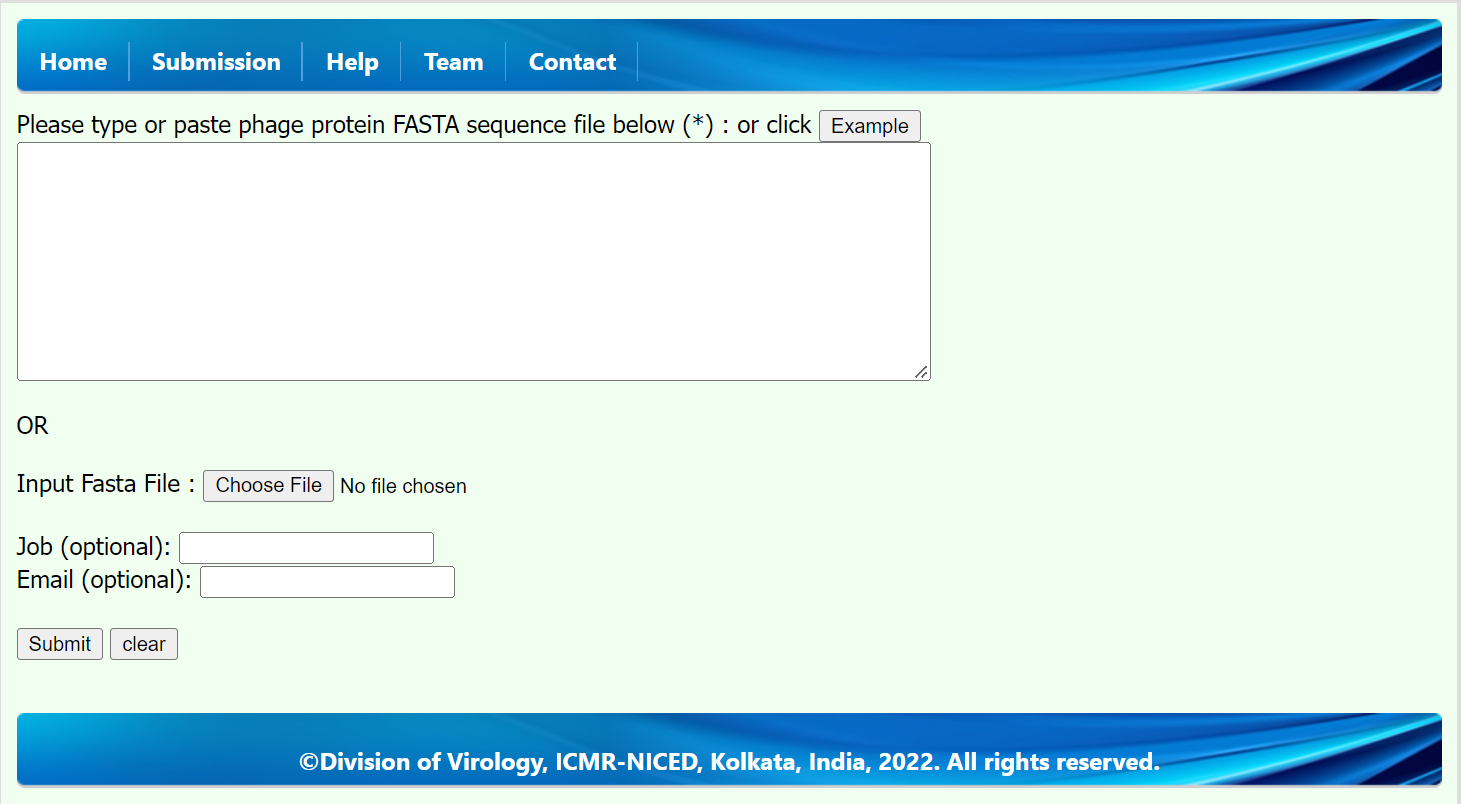 Home Submission Help Team Contact
Please type or paste phage protein FASTA sequence file below (*) : or click Example
OR
Input Fasta File : Choose File No file chosen
Job (optional):
Email (optional):
Submit clear
©Division of Virology, ICMR-NICED, Kolkata, India, 2022. All rights reserved.